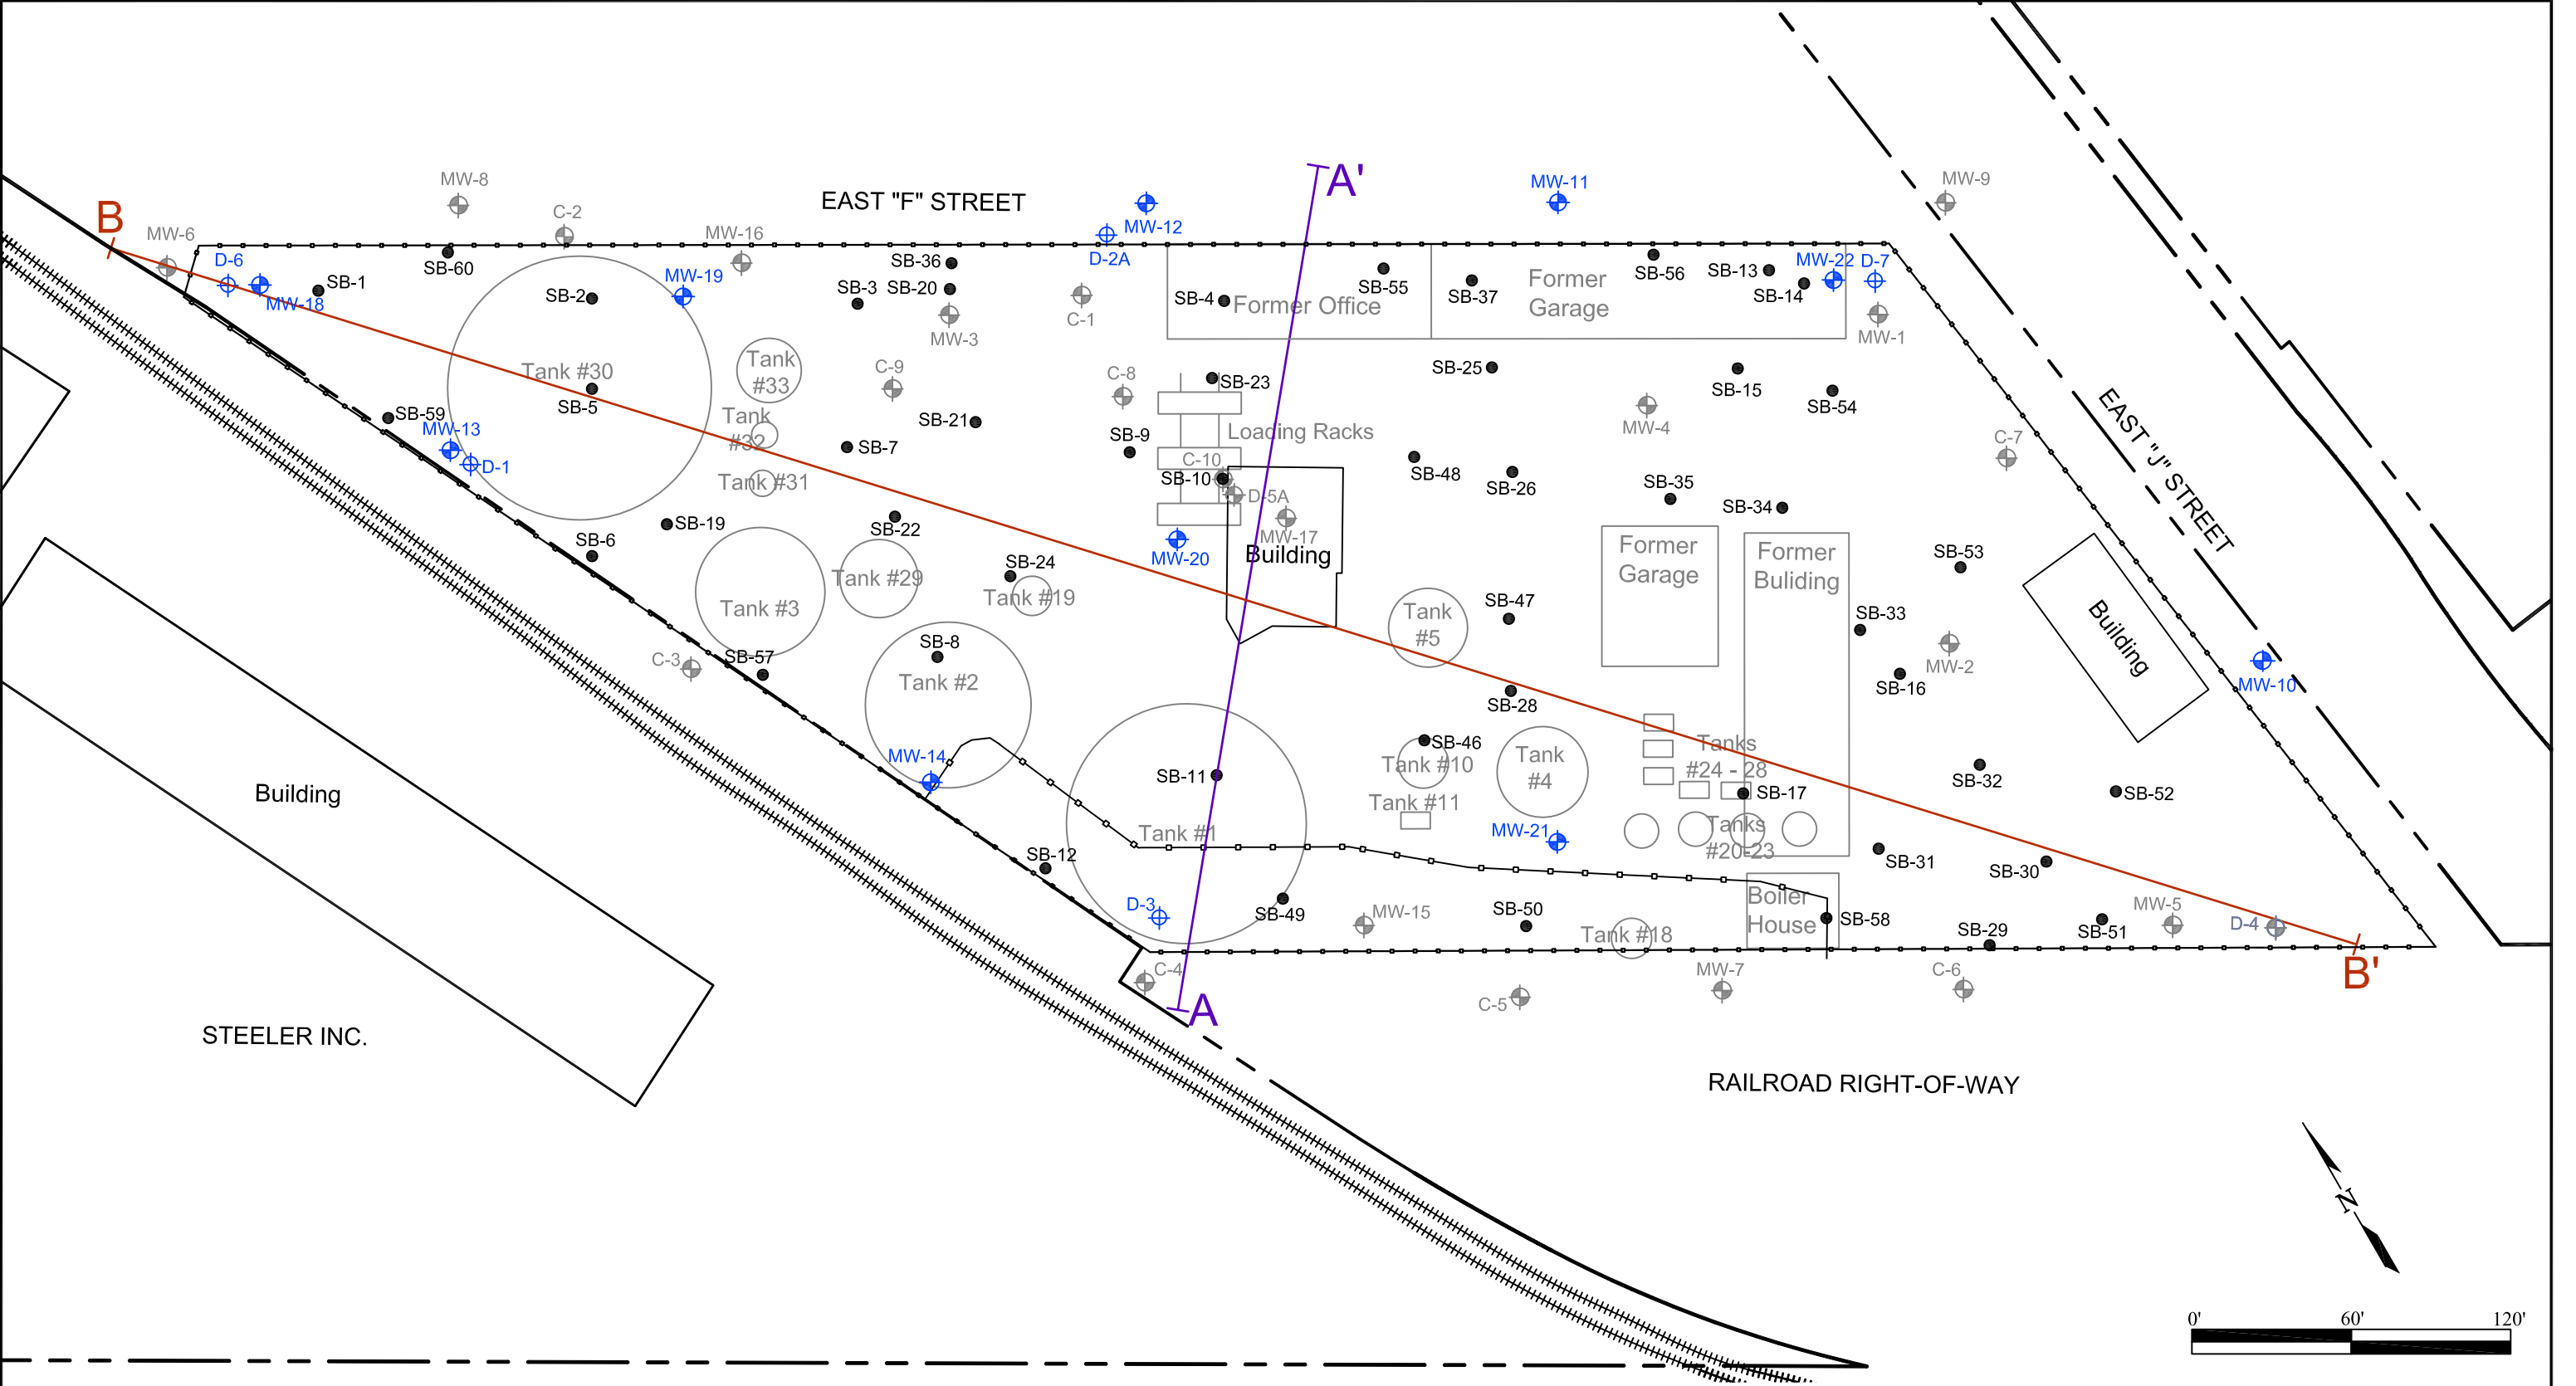 MW-8
C-2
EAST "F" STREET
MW-12
A'
MW-11
MW-9
B
MW-6
MW-16
D-6
MW-18
SB-1
SB-60
SB-2
MW-19
SB-36
SB-3
SB-20
MW-3
D-2A
C-1
SB-4
Former Office
SB-55
SB-37
Former
Garage
SB-56
SB-13
SB-14
MW-22
D-7
MW-1
Tank #30
SB-5
Tank
#33
Tank
#32
Tank #31
C-9
SB-21
SB-7
C-8
SB-23
SB-9
Loading Racks
C-10
SB-10
D-5A
MW-17
Building
MW-20
SB-25
SB-48
SB-26
MW-4
SB-15
SB-54
SB-35
SB-34
C-7
EAST "J" STREET
SB-59
MW-13
D-1
SB-19
SB-6
SB-22
Tank #29
Tank #3
SB-24
Tank #19
SB-47
Tank
#5
Former
Garage
Former
Buliding
SB-53
SB-33
MW-2
SB-16
Building
MW-10
C-3
SB-57
SB-8
Tank #2
MW-14
SB-28
SB-46
Tank #10
Tank #11
Tank
#4
Tanks
#24 - 28
SB-17
Tanks
#20-23
SB-32
SB-52
SB-11
Tank #1
SB-12
MW-21
SB-31
SB-30
D-3
SB-49
MW-15
SB-50
Tank #18
Boiler
House
SB-58
SB-29
SB-51
MW-5
D-4
B'
C-4
A
C-5
MW-7
C-6
Building
STEELER INC.
RAILROAD RIGHT-OF-WAY
N
0'
60'
120'